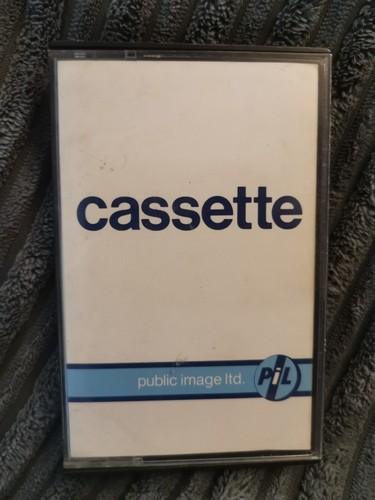 cassette
public image ltd.
PiL